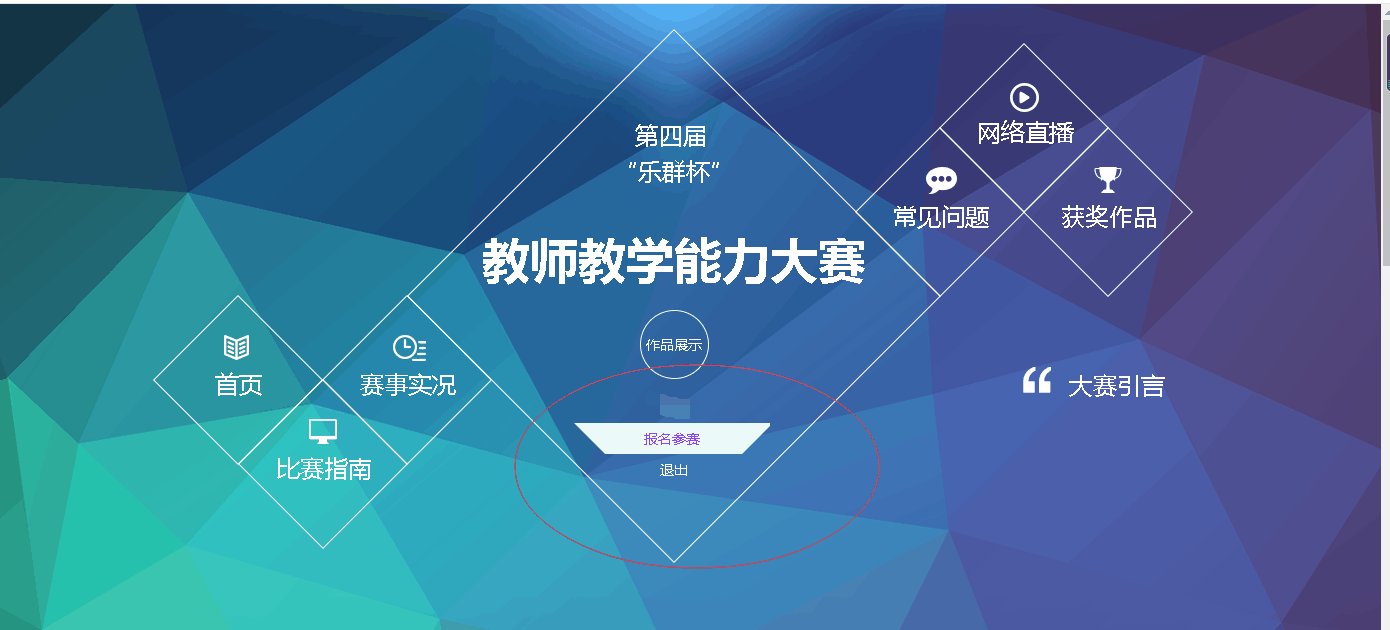 第四届
“乐群杯”
教师教学能力大赛
作品展示
报名参赛
退出
首页
赛事实况
比赛指南
网络直播
常见问题
获奖作品
“ 大赛引言